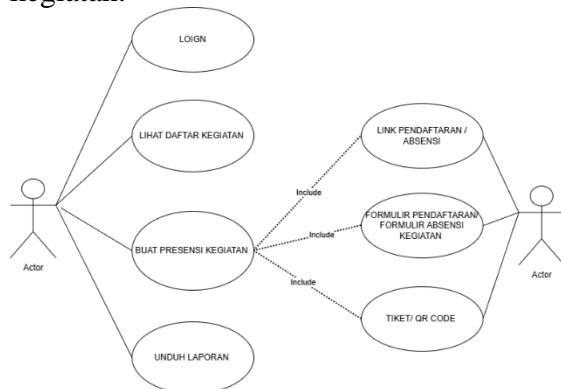 kegiatan.
LOIGN
LIHAT DAFTAR KEGIATAN
LINK PENDAFTARAN /
ABSENSI
Include
Actor
BUAT PRESENSI KEGIATAN
Include
FORMULIR PENDAFTARAN/
FORMULIR ABSENSI
KEGIATAN
Actor
Include
TIKET/ QR CODE
UNDUH LAPORAN